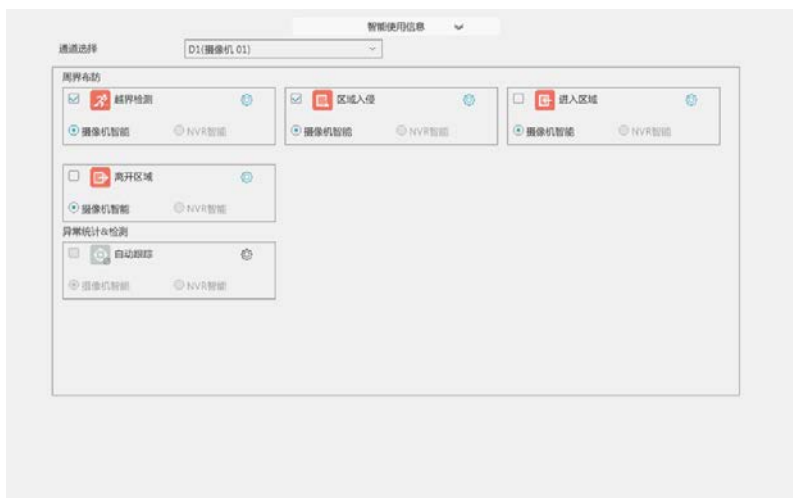 智能使用信息
通道选择 D1(摄像机 01)
周界布防
越界检测 区域入侵 进入区域
摄像机智能 NVR智能 摄像机智能 NVR智能 摄像机智能 NVR智能
离开区域
摄像机智能 NVR智能
异常统计&检测
自动跟踪
摄像机智能 NVR智能